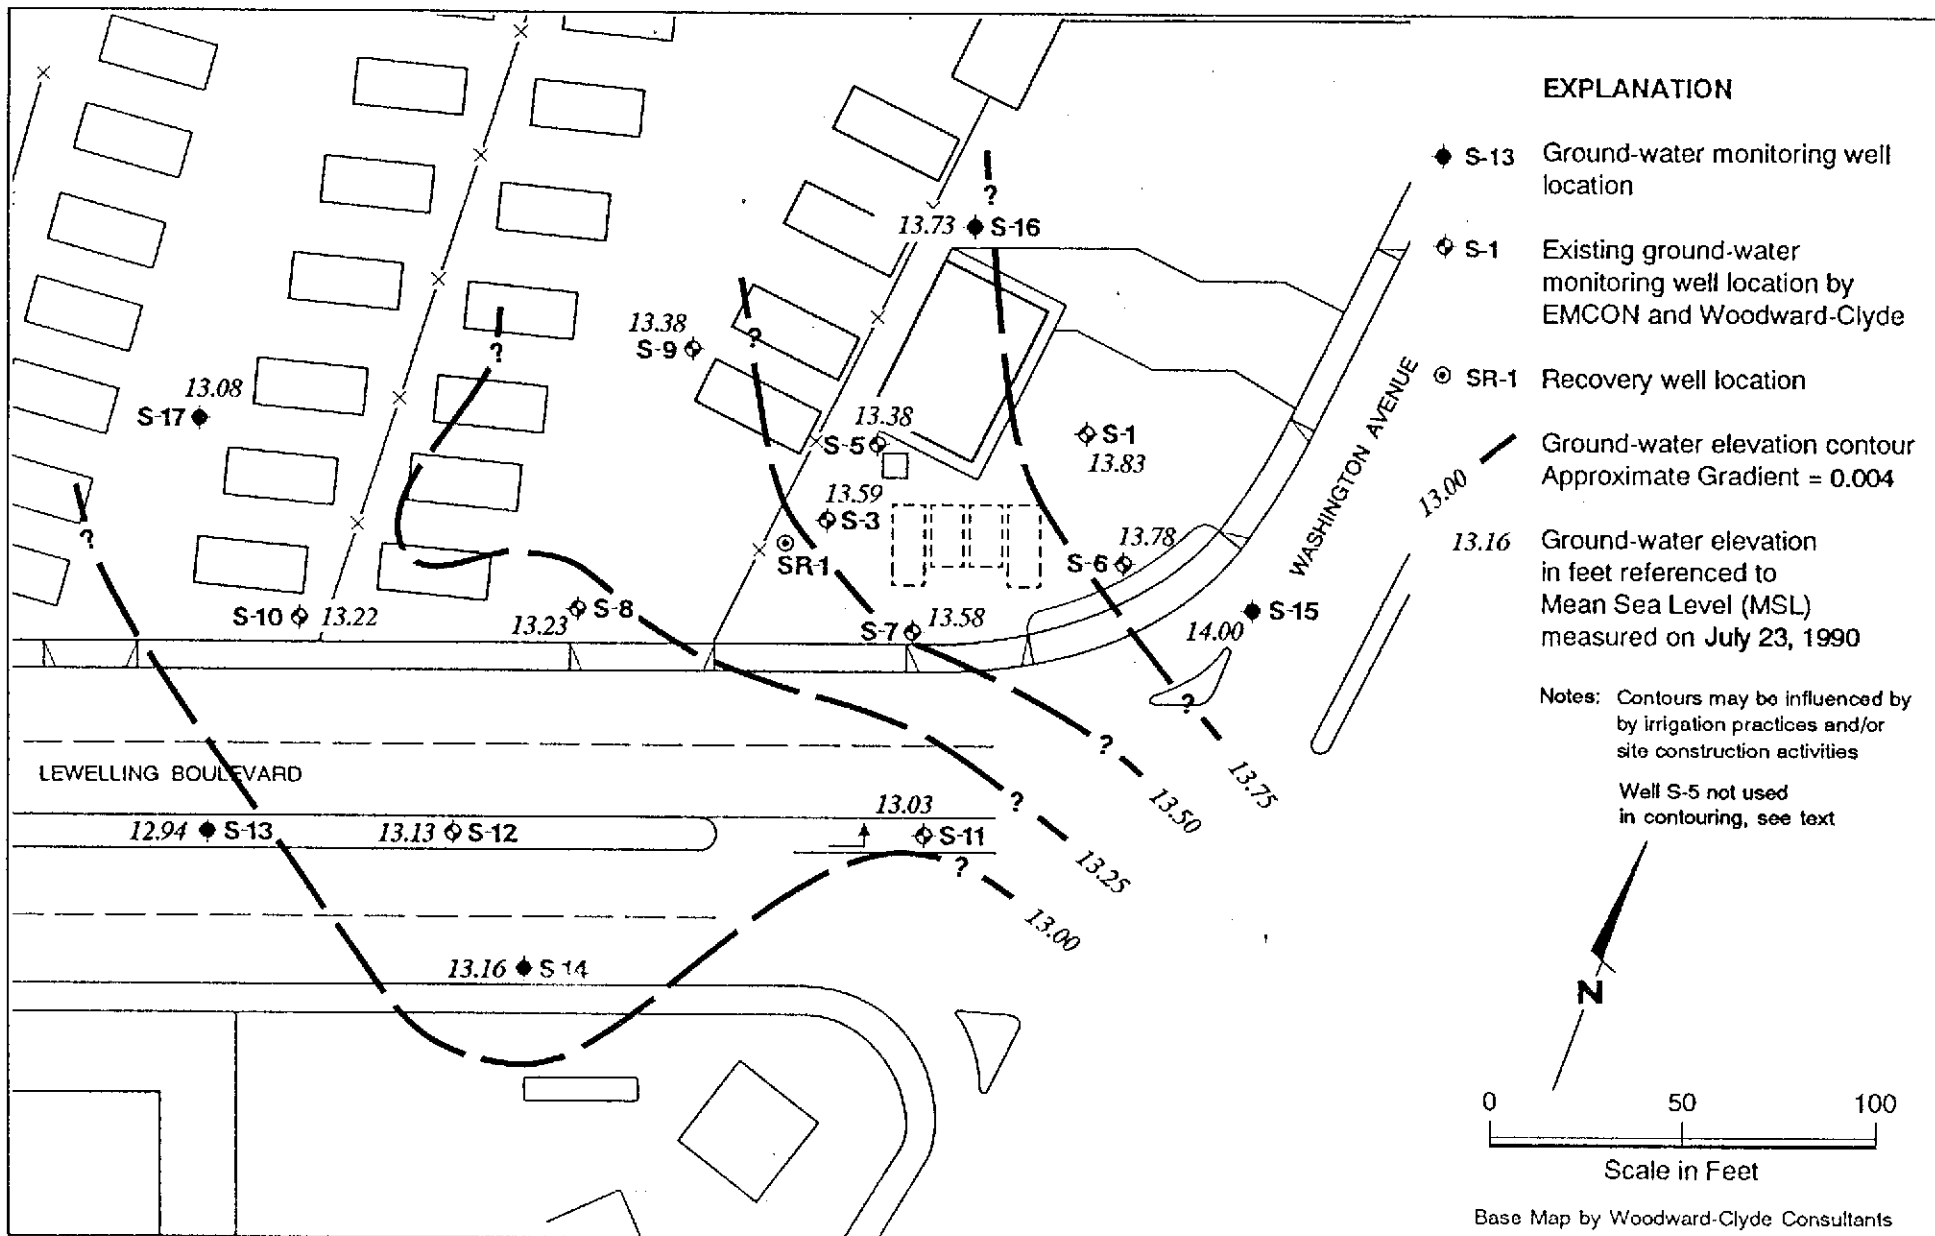 EXPLANATION
S-13 Ground-water monitoring well
location
S-1 Existing ground-water
monitoring well location by
EMCON and Woodward-Clyde
SR-1 Recovery well location
13.00 Ground-water elevation contour
Approximate Gradient = 0.004
13.16 Ground-water elevation
in feet referenced to
Mean Sea Level (MSL)
measured on July 23, 1990
Notes: Contours may be influenced by
by irrigation practices and/or
site construction activities
Well S-5 not used
in contouring, see text
N
0 50 100
Scale in Feet
Base Map by Woodward-Clyde Consultants
?
13.73 S-16
13.38
S-9
?
?
13.08
S-17
13.38
S-5
S-1
13.83
WASHINGTON AVENUE
13.59
S-3
SR-1
?
13.78
S-6
S-10 13.22
S-8
13.23
13.58
S-7
S-15
14.00
?
?
LEWELLING BOULEVARD
13.75
13.50
?
13.03
S-11
12.94 S-13
13.13 S-12
?
13.25
13.00
13.16 S-14